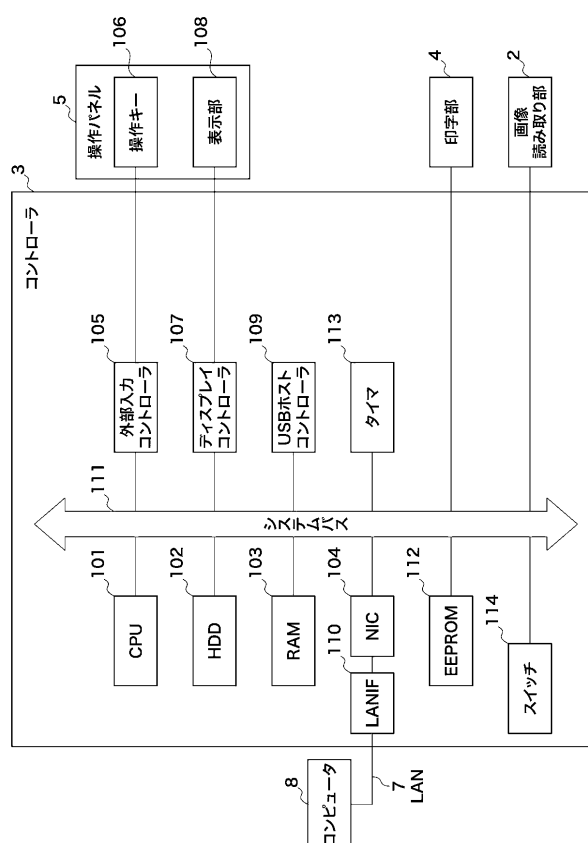 3
コントローラ
101
CPU
102
HDD
103
RAM
110
LANIF
104
NIC
112
EEPROM
114
スイッチ
111
システムバス
105
外部入力
コントローラ
107
ディスプレイ
コントローラ
109
USBホスト
コントローラ
113
タイマ
5
操作パネル
106
操作キー
108
表示部
4
印字部
2
画像
読み取り部
8
コンピュータ
7
LAN